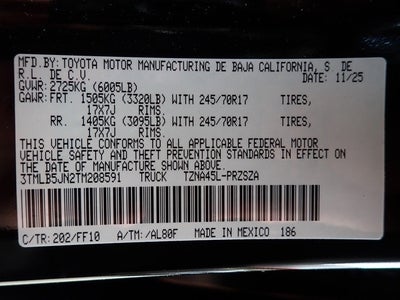 MFD.BY:TOYOTA MOTOR MANUFACTURING DE BAJA CALIFORNIA, S. DE
R.L. DE C.V. DATE: 11/25
GVWR:2725KG (6005LB)
GAWR:FRT. 1505KG (3320LB) WITH 245/70R17 TIRES,
17X7J RIMS.
RR. 1405KG (3095LB) WITH 245/70R17 TIRES,
17X7J RIMS.
THIS VEHICLE CONFORMS TO ALL APPLICABLE FEDERAL MOTOR
VEHICLE SAFETY AND THEFT PREVENTION STANDARDS IN EFFECT ON
THE DATE OF MANUFACTURE SHOWN ABOVE.
3TMLB5JN2TM208591 TRUCK TZNA45L-PRZSZA
C/TR:202/FF10 A/TM:/AL80F MADE IN MEXICO 186